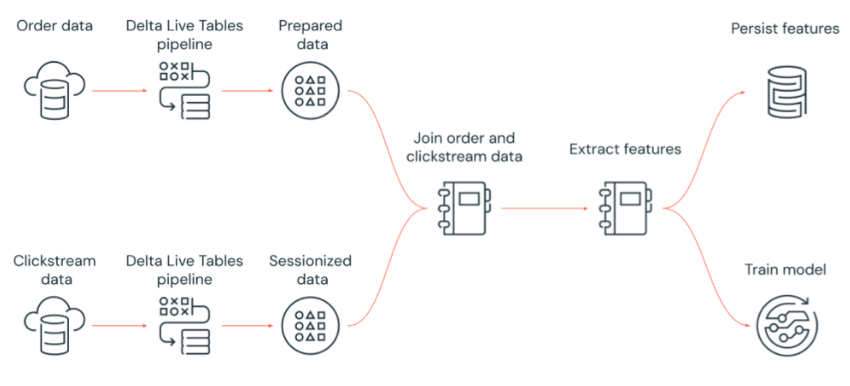 Order data
Delta Live Tables
pipeline
Prepared
data
Persist features
Join order and
clickstream data
Extract features
Clickstream
data
Delta Live Tables
pipeline
Sessionized
data
Train model